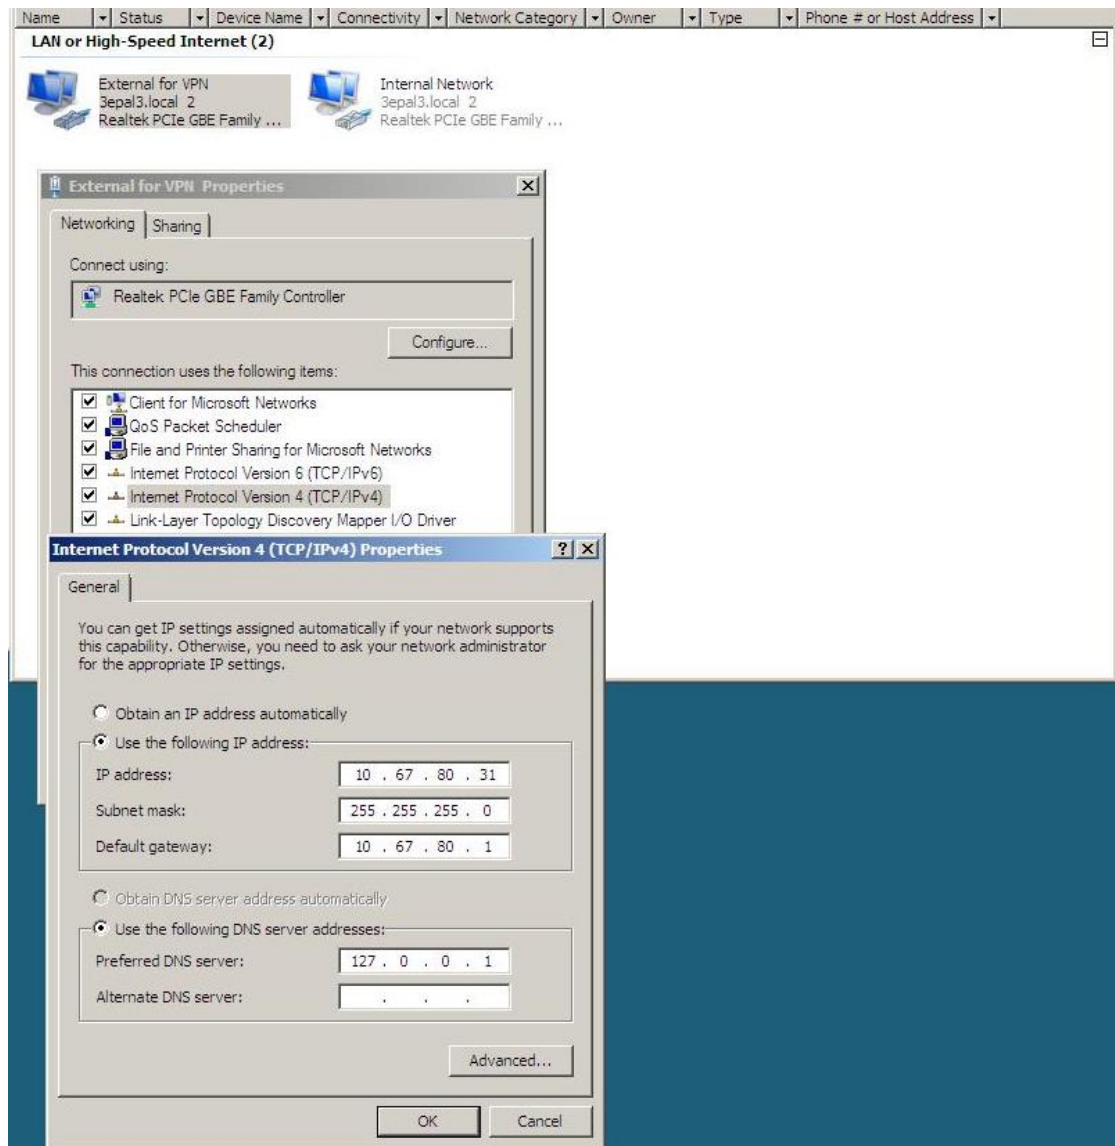 Name Status Device Name Connectivity Network Category Owner Type Phone # or Host Address
LAN or High-Speed Internet (2)
External for VPN
3epal3.local 2
Realtek PCIe GBE Family ...
Internal Network
3epal3.local 2
Realtek PCIe GBE Family ...
External for VPN Properties
Networking Sharing
Connect using:
Realtek PCIe GBE Family Controller
Configure...
This connection uses the following items:
Client for Microsoft Networks
QoS Packet Scheduler
File and Printer Sharing for Microsoft Networks
Internet Protocol Version 6 (TCP/IPv6)
Internet Protocol Version 4 (TCP/IPv4)
Link-Layer Topology Discovery Mapper I/O Driver
Internet Protocol Version 4 (TCP/IPv4) Properties
General
You can get IP settings assigned automatically if your network supports
this capability. Otherwise, you need to ask your network administrator
for the appropriate IP settings.
Obtain an IP address automatically
Use the following IP address:
IP address: 10 . 67 . 80 . 31
Subnet mask: 255 . 255 . 255 . 0
Default gateway: 10 . 67 . 80 . 1
Obtain DNS server address automatically
Use the following DNS server addresses:
Preferred DNS server: 127 . 0 . 0 . 1
Alternate DNS server: . . .
Advanced...
OK Cancel